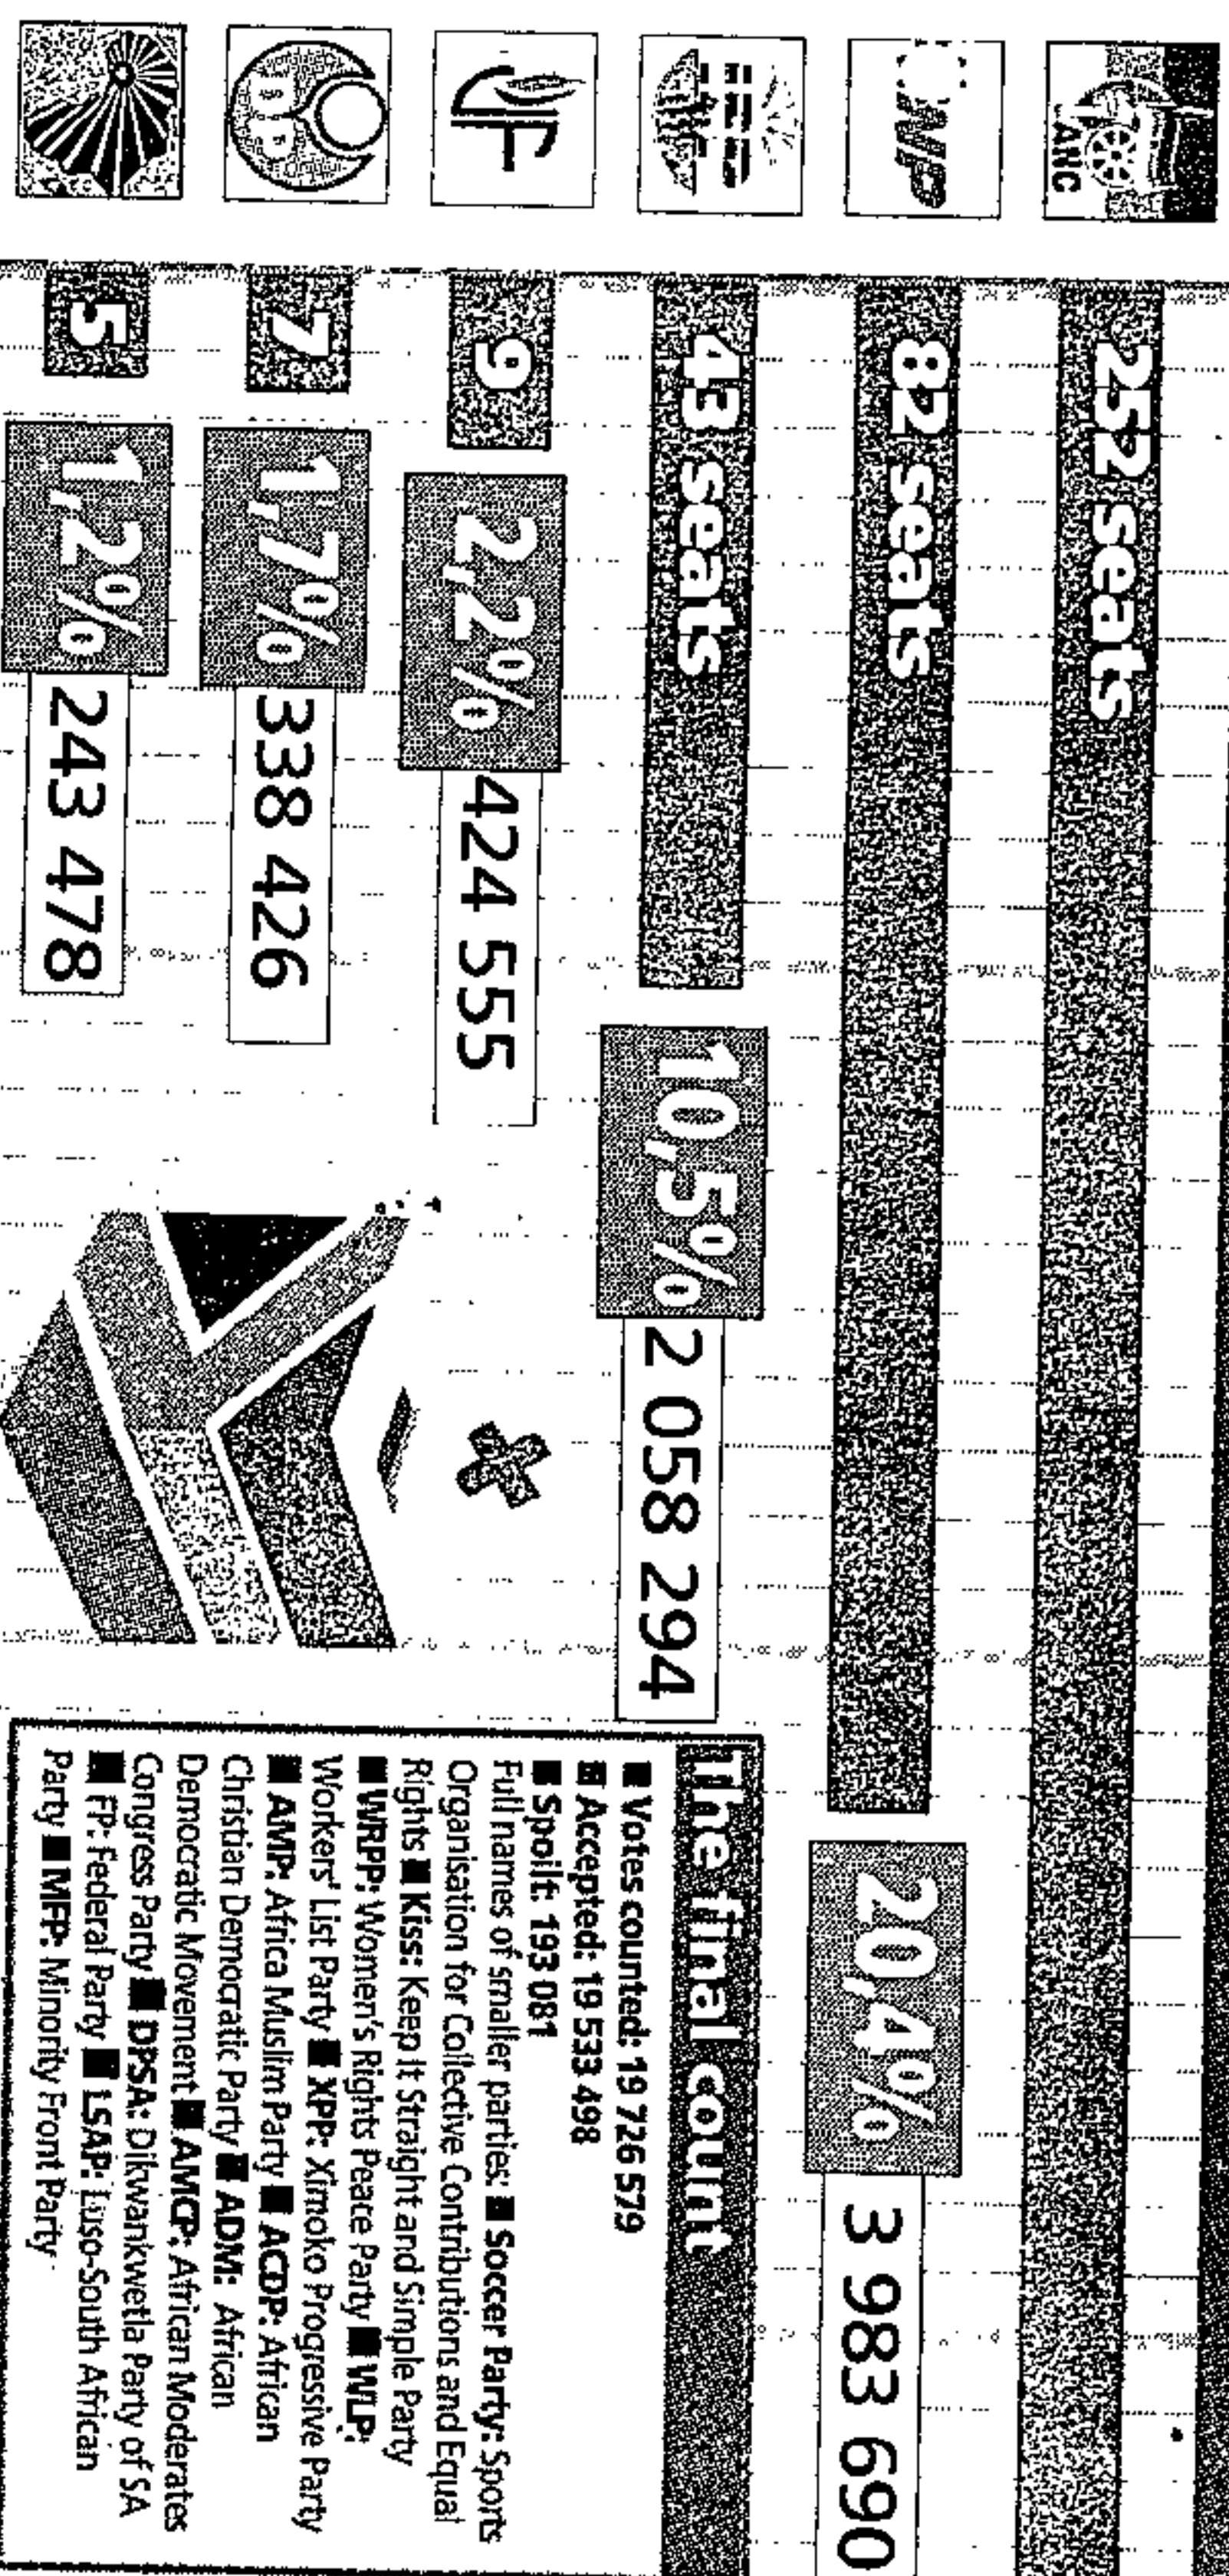 ANC
252 seats
NP
82 seats
20,4%
3 983 690
43 seats
10,5%
2 058 294
9
2,2%
424 555
7
1,7%
338 426
5
1,2%
243 478
The final count
■ Votes counted: 19 726 579
■ Accepted: 19 533 498
■ Spoilt: 193 081
Full names of smaller parties: ■ Soccer Party: Sports
Organisation for Collective Contributions and Equal
Rights ■ Kiss: Keep it Straight and Simple Party
■ WRPP: Women's Rights Peace Party ■ WLP:
Workers' List Party ■ XPP: Ximoko Progressive Party
■ AMP: Africa Muslim Party ■ ACDP: African
Christian Democratic Party ■ ADM: African
Democratic Movement ■ AMCP: African Moderates
Congress Party ■ DPSA: Dikwankwetla Party of SA
■ FP: Federal Party ■ LSAP: Luso-South African
Party ■ MFP: Minority Front Party